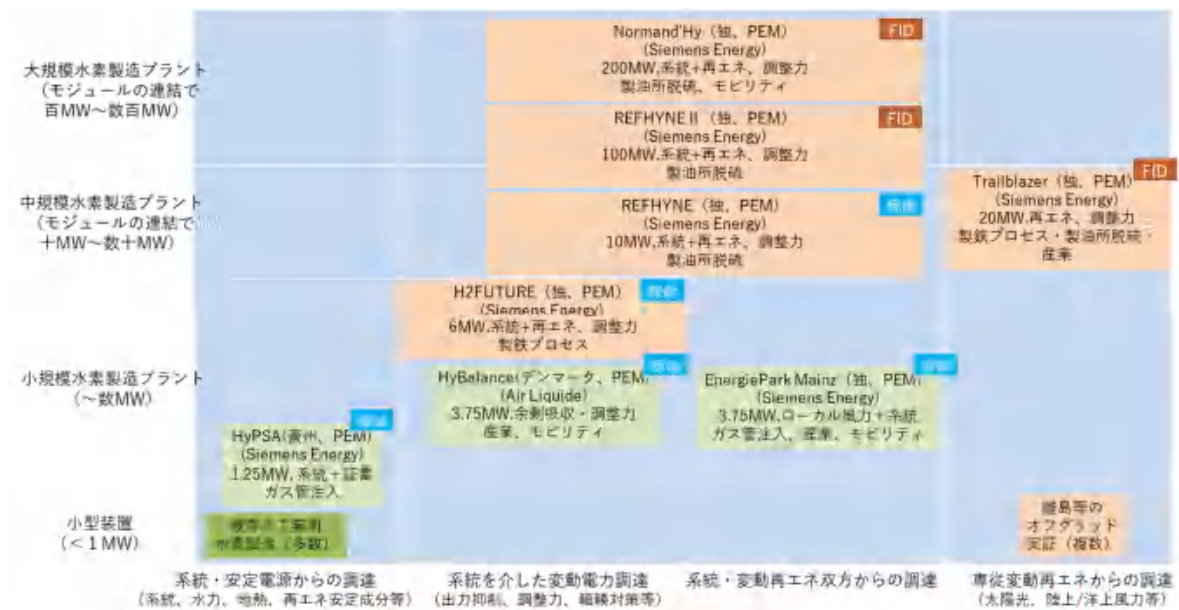 Normand'Hy（独、PEM）
(Siemens Energy)
200MW,系統+再エネ、調整力
製油所脱硫、モビリティ
FID
大規模水素製造プラント
（モジュールの連結で
百MW～数百MW）
REFHYNE II（独、PEM）
(Siemens Energy)
100MW,系統+再エネ、調整力
製油所脱硫
FID
中規模水素製造プラント
（モジュールの連結で
十MW～数十MW）
REFHYNE（独、PEM）
(Siemens Energy)
10MW,系統+再エネ、調整力
製油所脱硫
稼働
Trailblazer（独、PEM）
(Siemens Energy)
20MW,再エネ、調整力
製鉄プロセス・製油所脱硫・
産業
FID
H2FUTURE（独、PEM）
(Siemens Energy)
6MW,系統+再エネ、調整力
製鉄プロセス
稼働
小規模水素製造プラント
（～数MW）
HyBalance(デンマーク、PEM)
(Air Liquide)
3.75MW,余剰吸収・調整力
産業、モビリティ
稼働
EnergiePark Mainz（独、PEM）
(Siemens Energy)
3.75MW,ローカル風力＋系統
ガス管注入、産業、モビリティ
稼働
HyPSA(豪州、PEM)
(Siemens Energy)
1.25MW,系統＋証書
ガス管注入
小型装置
（<１MW）
水素製造（多数）
離島等の
オフグリッド
実証（複数）
系統・安定電源からの調達
（系統、水力、地熱、再エネ安定成分等）
系統を介した変動電力調達
（出力抑制、調整力、輻輳対策等）
系統・変動再エネ双方からの調達
専従変動再エネからの調達
（太陽光、陸上/洋上風力等）